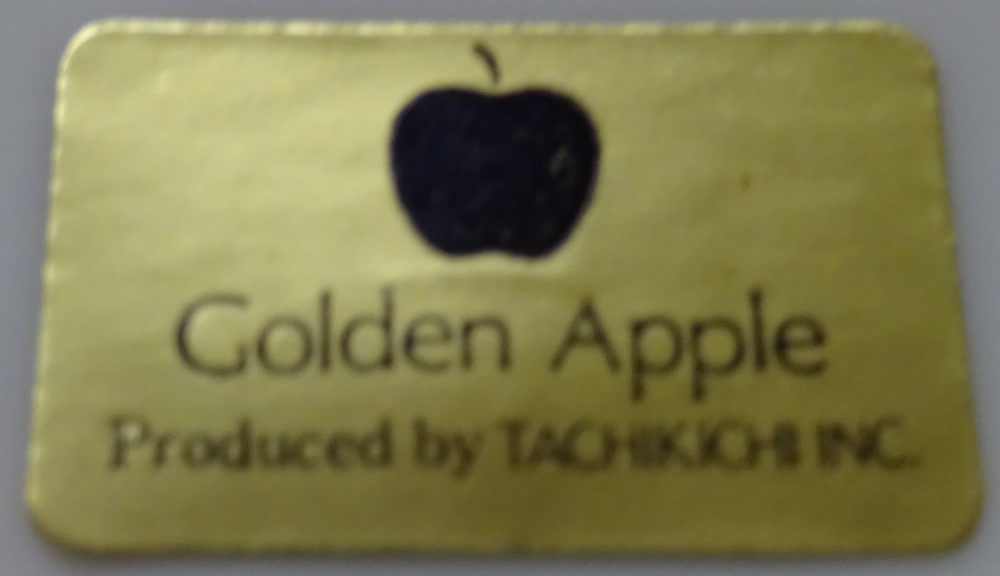 Golden Apple
Produced by TACHIKICHI INC.